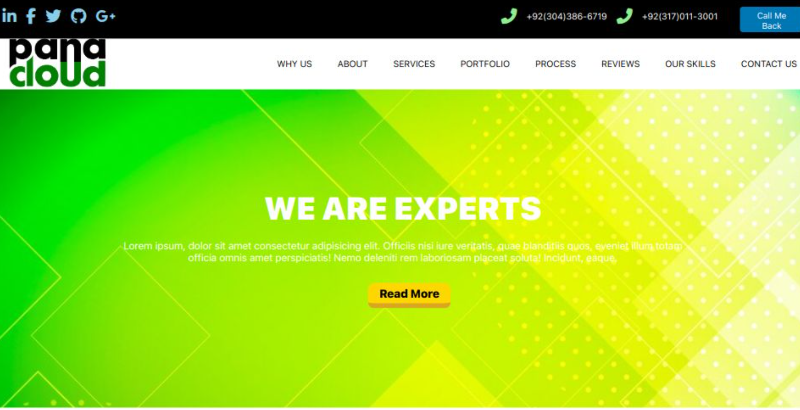 G+
+92(304)386-6719
+92(317)011-3001
Call Me
Back
pana
cloud
WHY US
ABOUT
SERVICES
PORTFOLIO
PROCESS
REVIEWS
OUR SKILLS
CONTACT US
WE ARE EXPERTS
Lorem ipsum, dolor sit amet consectetur adipisicing elit. Officiis nisi iure veritatis, quae blanditiis quos, eveniet illum totam
officia omnis amet perspiciatis! Nemo deleniti rem laboriosam placeat soluta! Incidunt, eaque.
Read More